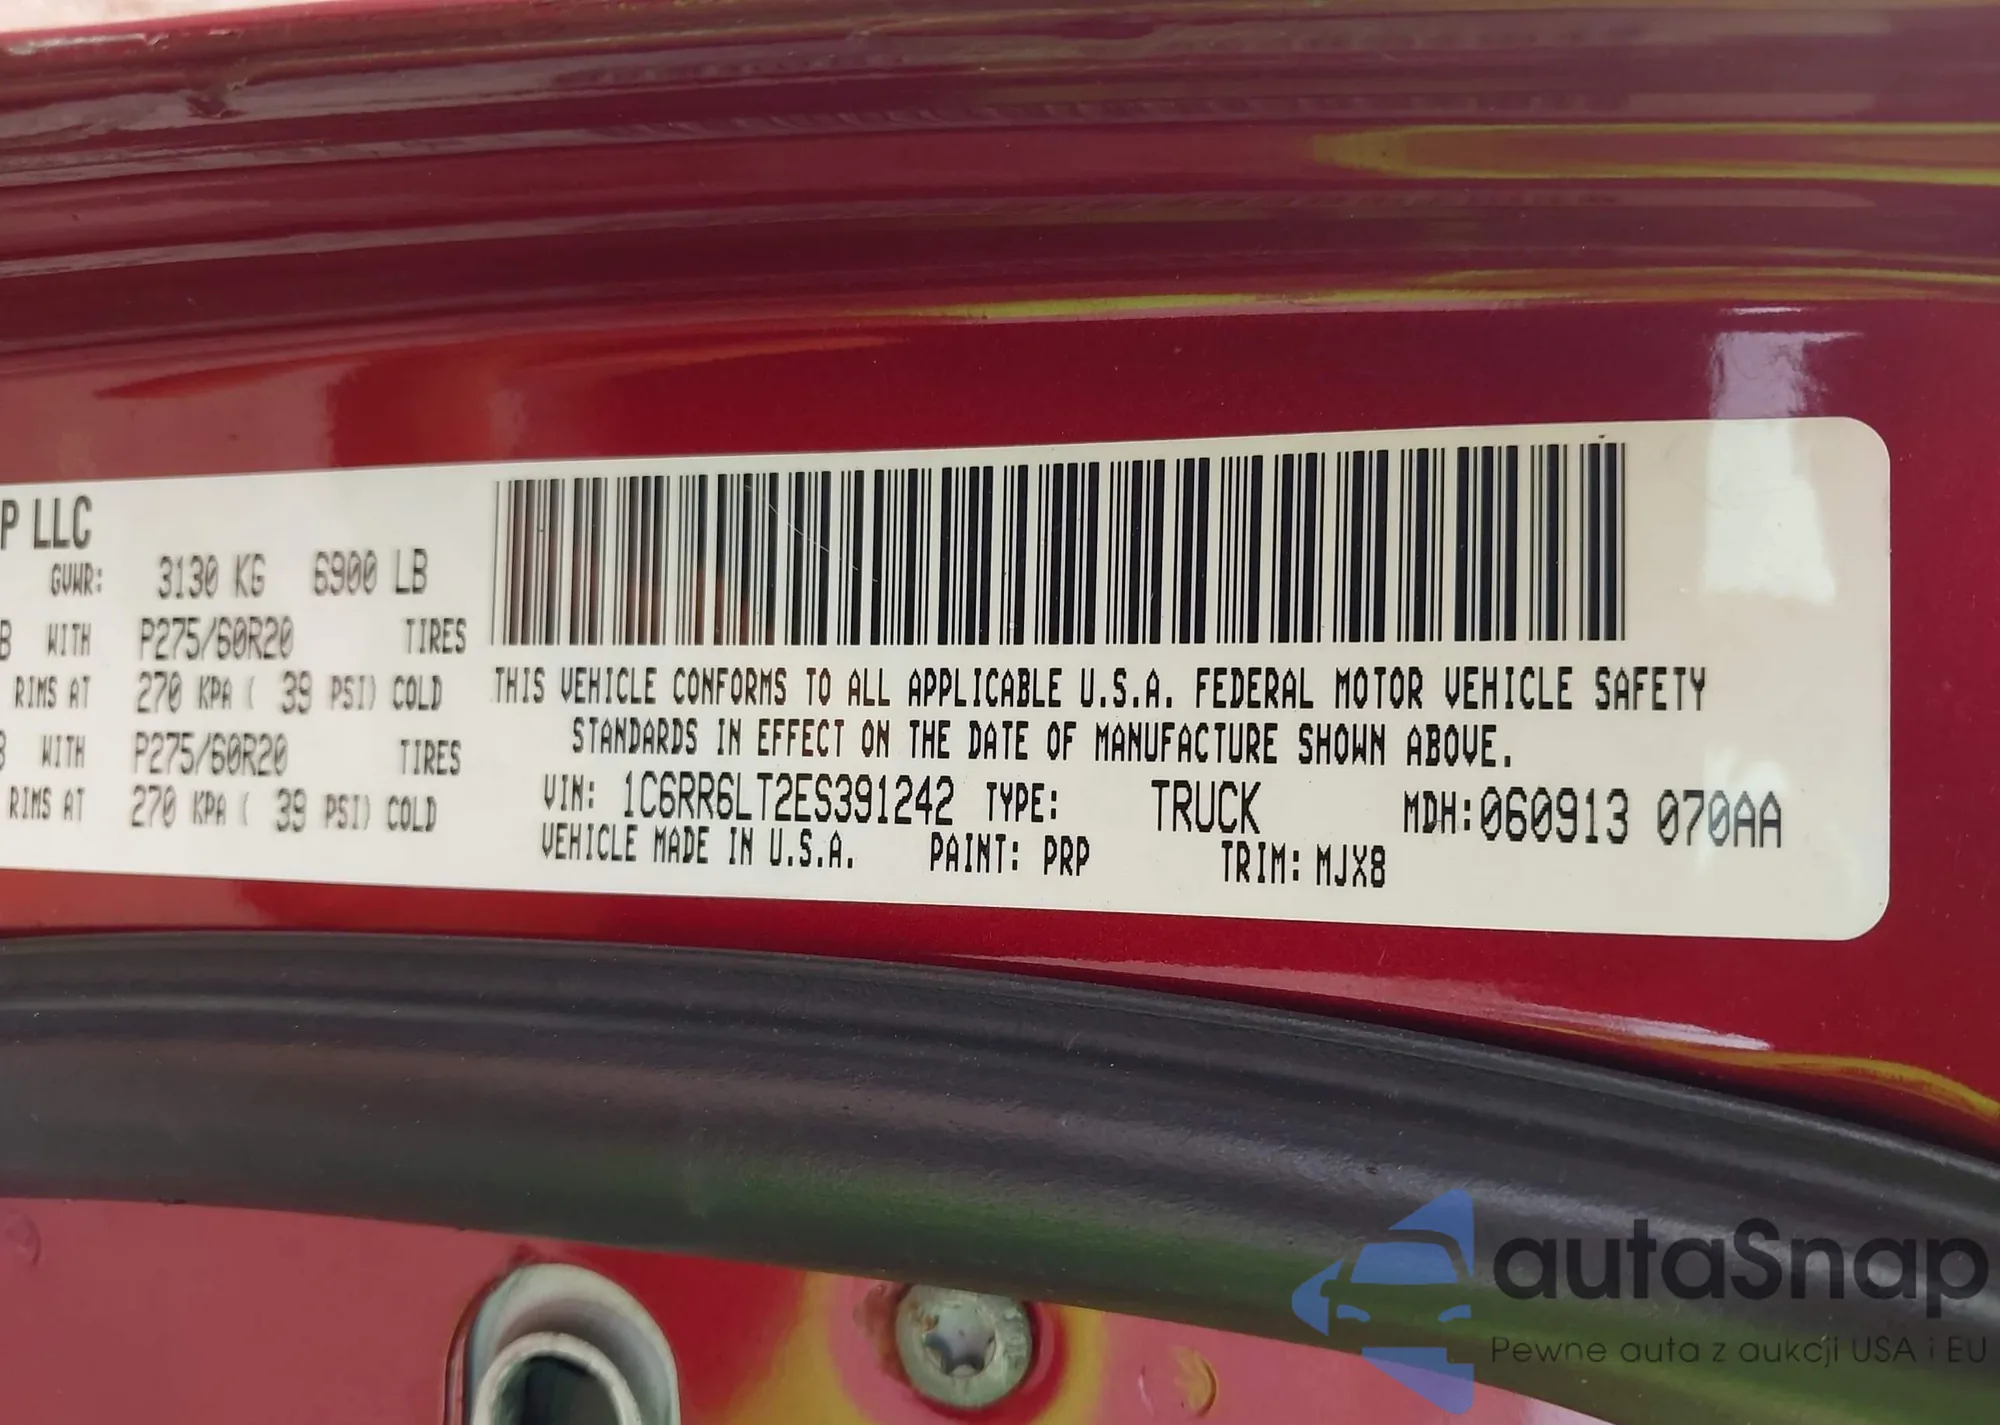 P LLC
GVWR: 3130 KG 6900 LB
B WITH P275/60R20 TIRES
RIMS AT 270 KPA ( 39 PSI) COLD
B WITH P275/60R20 TIRES
RIMS AT 270 KPA ( 39 PSI) COLD
THIS VEHICLE CONFORMS TO ALL APPLICABLE U.S.A. FEDERAL MOTOR VEHICLE SAFETY
STANDARDS IN EFFECT ON THE DATE OF MANUFACTURE SHOWN ABOVE.
VIN: 1C6RR6LT2ES391242 TYPE: TRUCK MDH:060913 070AA
VEHICLE MADE IN U.S.A. PAINT: PRP TRIM: MJX8
autaSnap
Pewne auta z aukcji USA i EU